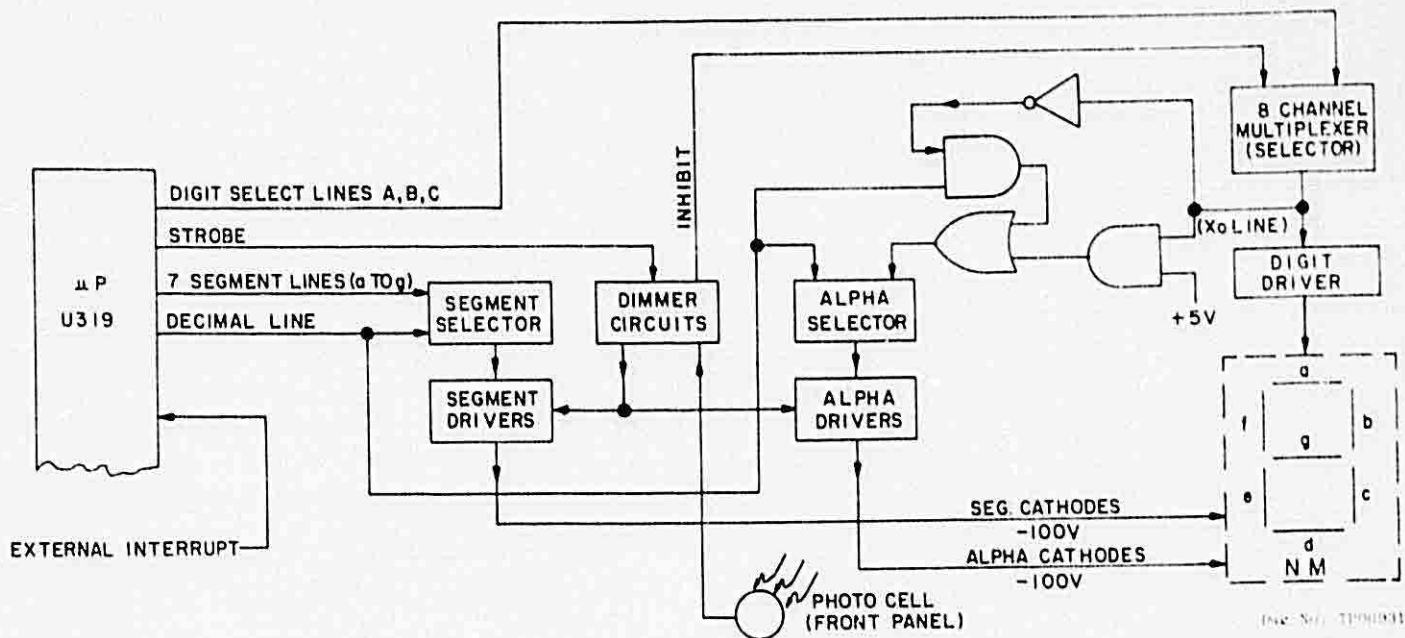 8 CHANNEL
MULTIPLEXER
(SELECTOR)
INHIBIT
DIGIT SELECT LINES A,B,C
STROBE
7 SEGMENT LINES (a TO g)
DECIMAL LINE
μP
U319
SEGMENT
SELECTOR
DIMMER
CIRCUITS
ALPHA
SELECTOR
(Xo LINE)
+5V
DIGIT
DRIVER
SEGMENT
DRIVERS
ALPHA
DRIVERS
a
f
b
g
e
c
d
NM
SEG. CATHODES
-100V
ALPHA CATHODES
-100V
EXTERNAL INTERRUPT
PHOTO CELL
(FRONT PANEL)